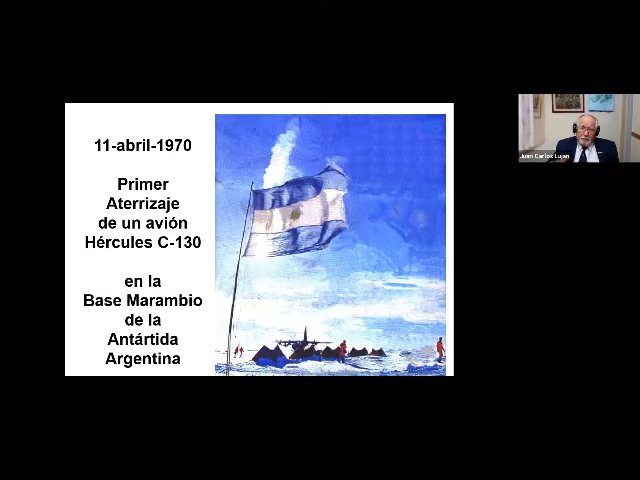 11-abril-1970
Primer
Aterrizaje
de un avión
Hércules C-130
en la
Base Marambio
de la
Antártida
Argentina
Juan Carlos Lujan